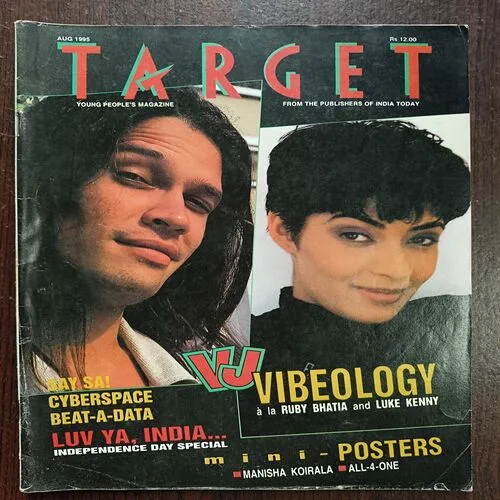 AUG 1995
Rs 12.00
TARGET
YOUNG PEOPLE'S MAGAZINE
FROM THE PUBLISHERS OF INDIA TODAY
SAY SA!
CYBERSPACE
BEAT-A-DATA
LUV YA, INDIA...
INDEPENDENCE DAY SPECIAL
VJ
VIBEOLOGY
à la RUBY BHATIA and LUKE KENNY
mini-POSTERS
MANISHA KOIRALA ALL-4-ONE